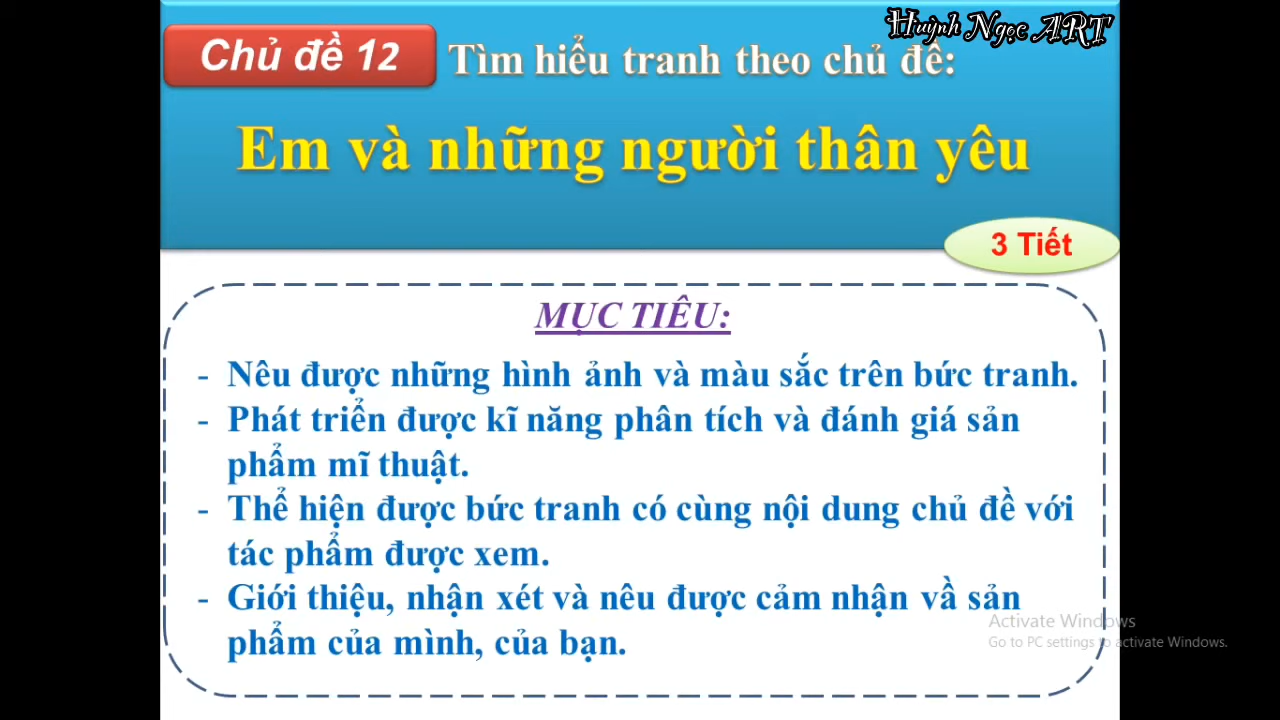 Huỳnh Ngọc ART
Chủ đề 12
Tìm hiểu tranh theo chủ đề:
Em và những người thân yêu
3 Tiết
MỤC TIÊU:
- Nêu được những hình ảnh và màu sắc trên bức tranh.
- Phát triển được kĩ năng phân tích và đánh giá sản
phẩm mĩ thuật.
- Thể hiện được bức tranh có cùng nội dung chủ đề với
tác phẩm được xem.
- Giới thiệu, nhận xét và nêu được cảm nhận vầ sản
phẩm của mình, của bạn.
Activate Windows
Go to PC settings to activate Windows.